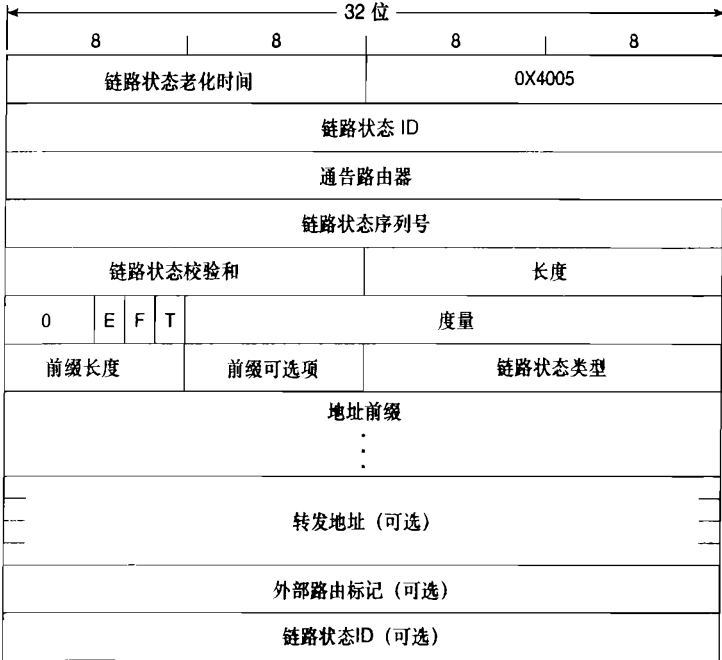 32 位
8 8 8 8
链路状态老化时间 0X4005
链路状态 ID
通告路由器
链路状态序列号
链路状态校验和 长度
0 E F T 度量
前缀长度 前缀可选项 链路状态类型
地址前缀
转发地址 (可选)
外部路由标记 (可选)
链路状态ID (可选)